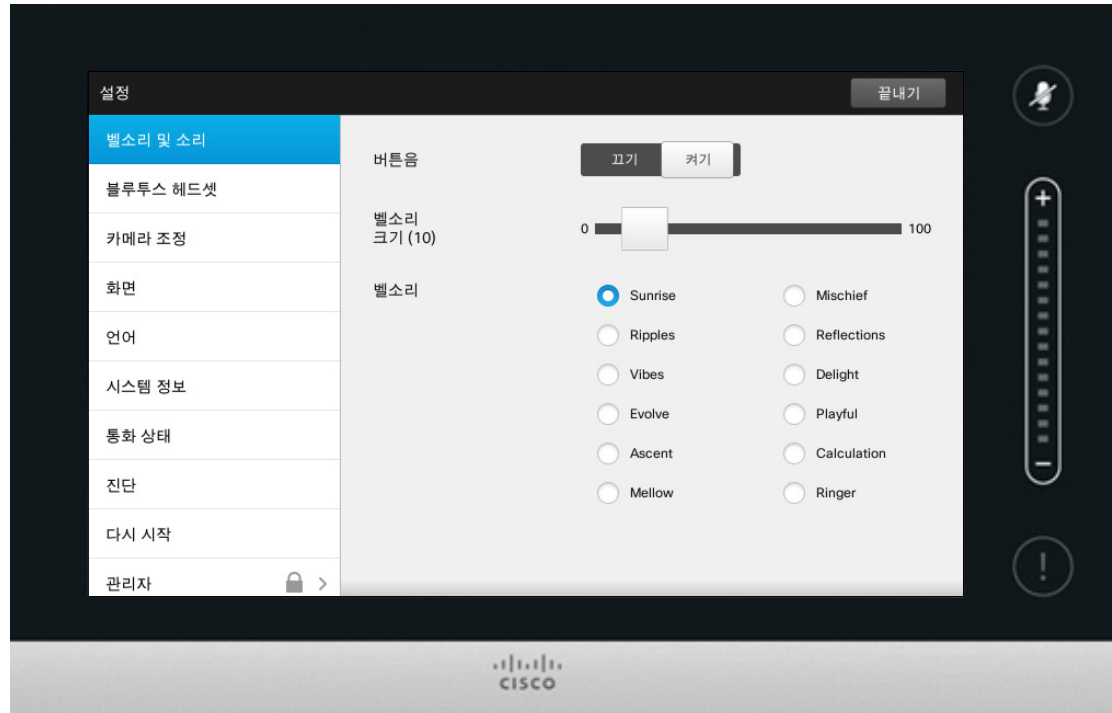 설정
끝내기
벨소리 및 소리
블루투스 헤드셋
카메라 조정
화면
언어
시스템 정보
통화 상태
진단
다시 시작
관리자
버튼음
끄기 켜기
벨소리
크기 (10)
0 100
벨소리
Sunrise Mischief
Ripples Reflections
Vibes Delight
Evolve Playful
Ascent Calculation
Mellow Ringer
+
−
!
CISCO